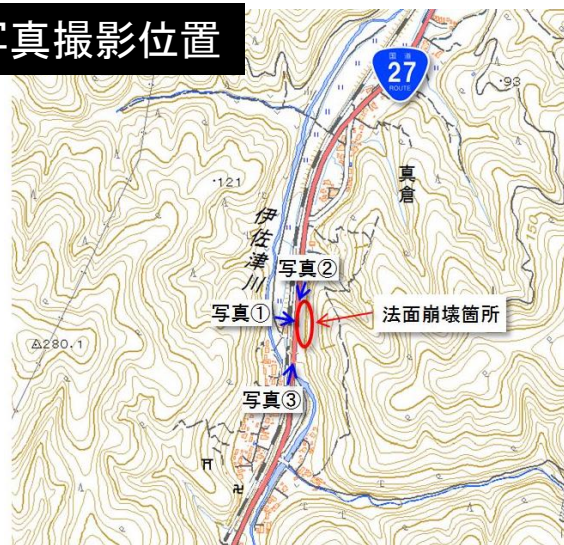 写真撮影位置
国道
27
ROUTE
・93
真倉
・121
150
伊佐津川
写真②
写真①
法面崩壊箇所
△280.1
写真③